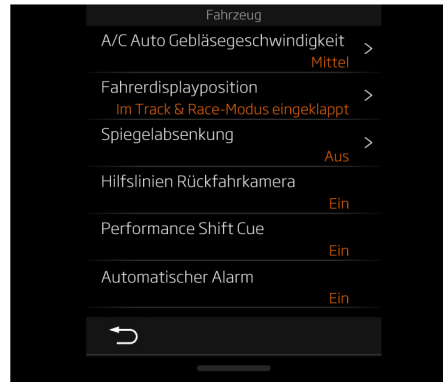 Fahrzeug
A/C Auto Gebläsegeschwindigkeit
Mittel
Fahrerdisplayposition
Im Track & Race-Modus eingeklappt
Spiegelabsenkung
Aus
Hilfslinien Rückfahrkamera
Ein
Performance Shift Cue
Ein
Automatischer Alarm
Ein